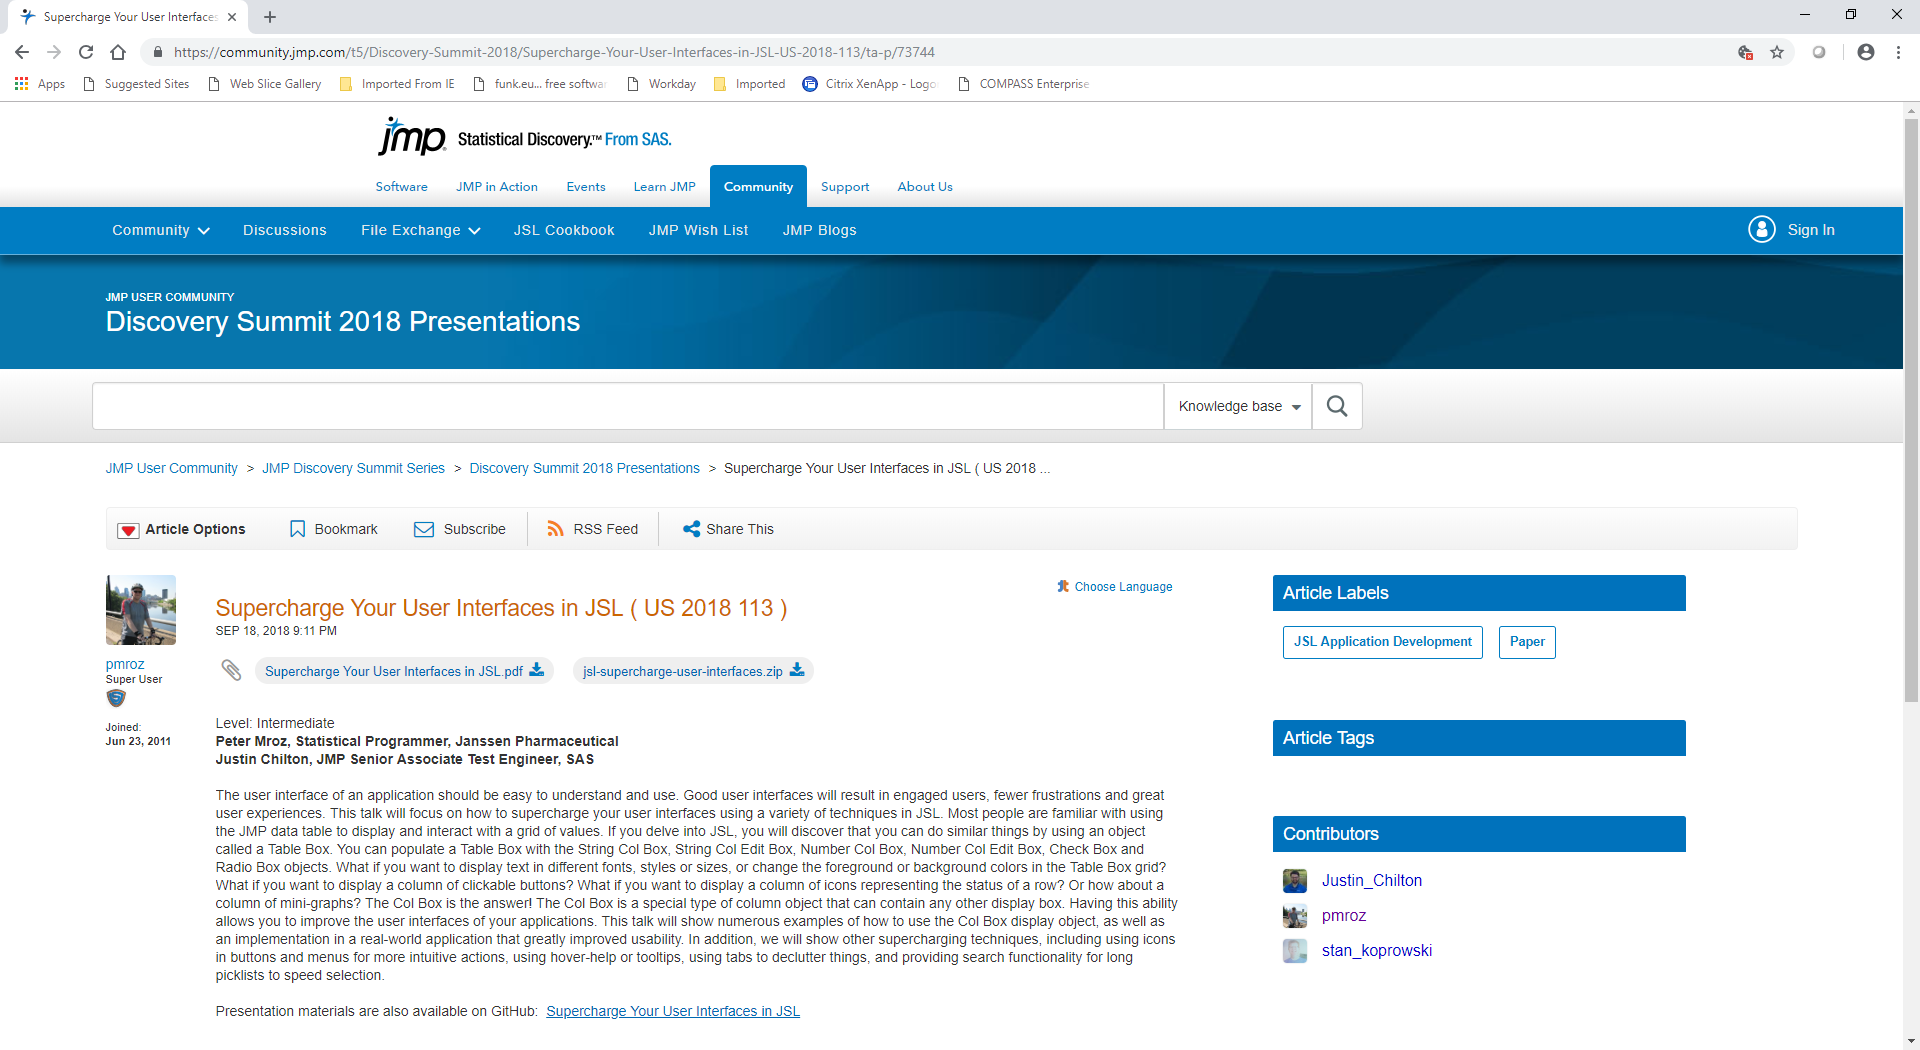 Supercharge Your User Interfaces
https://community.jmp.com/t5/Discovery-Summit-2018/Supercharge-Your-User-Interfaces-in-JSL-US-2018-113/ta-p/73744
Apps Suggested Sites Web Slice Gallery Imported From IE funk.eu... free softwar Workday Imported Citrix XenApp - Logo COMPASS Enterprise
jmp Statistical Discovery.™ From SAS.
Software JMP in Action Events Learn JMP Community Support About Us
Community Discussions File Exchange JSL Cookbook JMP Wish List JMP Blogs Sign In
JMP USER COMMUNITY
Discovery Summit 2018 Presentations
Knowledge base
JMP User Community > JMP Discovery Summit Series > Discovery Summit 2018 Presentations > Supercharge Your User Interfaces in JSL ( US 2018 ...
Article Options Bookmark Subscribe RSS Feed Share This
Choose Language
Supercharge Your User Interfaces in JSL ( US 2018 113 )
SEP 18, 2018 9:11 PM
pmroz
Super User
Joined:
Jun 23, 2011
Supercharge Your User Interfaces in JSL.pdf jsl-supercharge-user-interfaces.zip
Level: Intermediate
Peter Mroz, Statistical Programmer, Janssen Pharmaceutical
Justin Chilton, JMP Senior Associate Test Engineer, SAS
The user interface of an application should be easy to understand and use. Good user interfaces will result in engaged users, fewer frustrations and great
user experiences. This talk will focus on how to supercharge your user interfaces using a variety of techniques in JSL. Most people are familiar with using
the JMP data table to display and interact with a grid of values. If you delve into JSL, you will discover that you can do similar things by using an object
called a Table Box. You can populate a Table Box with the String Col Box, String Col Edit Box, Number Col Box, Number Col Edit Box, Check Box and
Radio Box objects. What if you want to display text in different fonts, styles or sizes, or change the foreground or background colors in the Table Box grid?
What if you want to display a column of clickable buttons? What if you want to display a column of icons representing the status of a row? Or how about a
column of mini-graphs? The Col Box is the answer! The Col Box is a special type of column object that can contain any other display box. Having this ability
allows you to improve the user interfaces of your applications. This talk will show numerous examples of how to use the Col Box display object, as well as
an implementation in a real-world application that greatly improved usability. In addition, we will show other supercharging techniques, including using icons
in buttons and menus for more intuitive actions, using hover-help or tooltips, using tabs to declutter things, and providing search functionality for long
picklists to speed selection.
Presentation materials are also available on GitHub: Supercharge Your User Interfaces in JSL
Article Labels
JSL Application Development Paper
Article Tags
Contributors
Justin_Chilton
pmroz
stan_koprowski